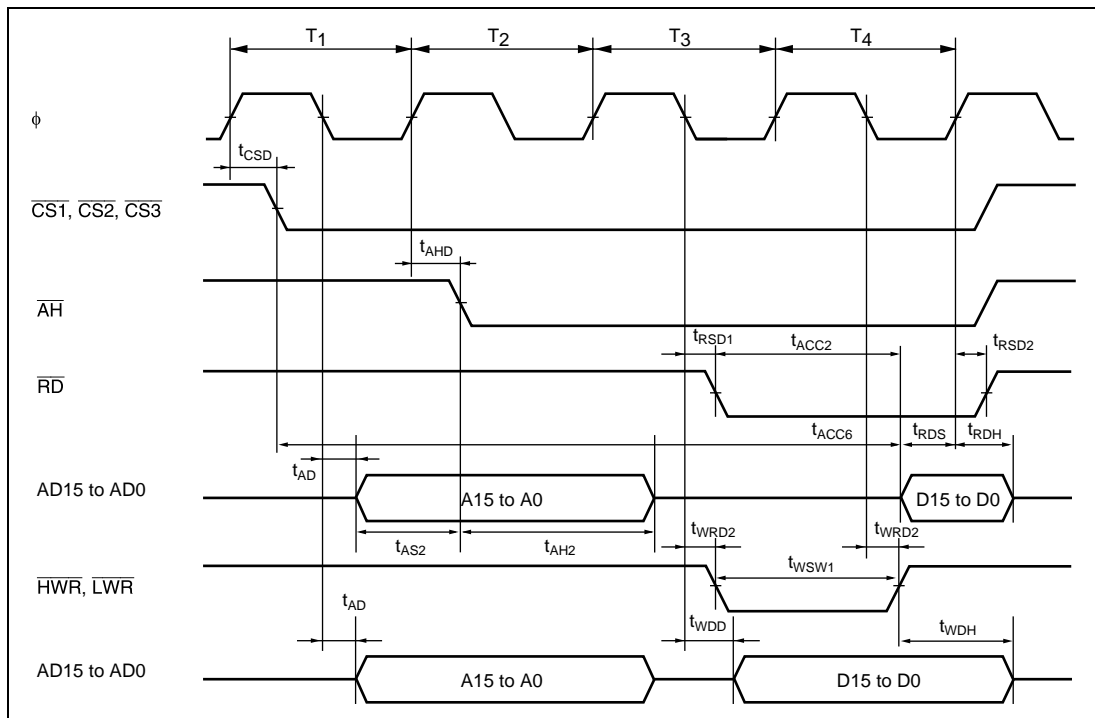 T1 T2 T3 T4
ϕ
tCSD
CS1, CS2, CS3
tAHD
AH
tRSD1 tACC2 tRSD2
RD
tACC6 tRDS tRDH
tAD
AD15 to AD0 A15 to A0 D15 to D0
tAS2 tAH2 tWRD2 tWRD2
HWR, LWR tWSW1
tAD tWDD tWDH
AD15 to AD0 A15 to A0 D15 to D0